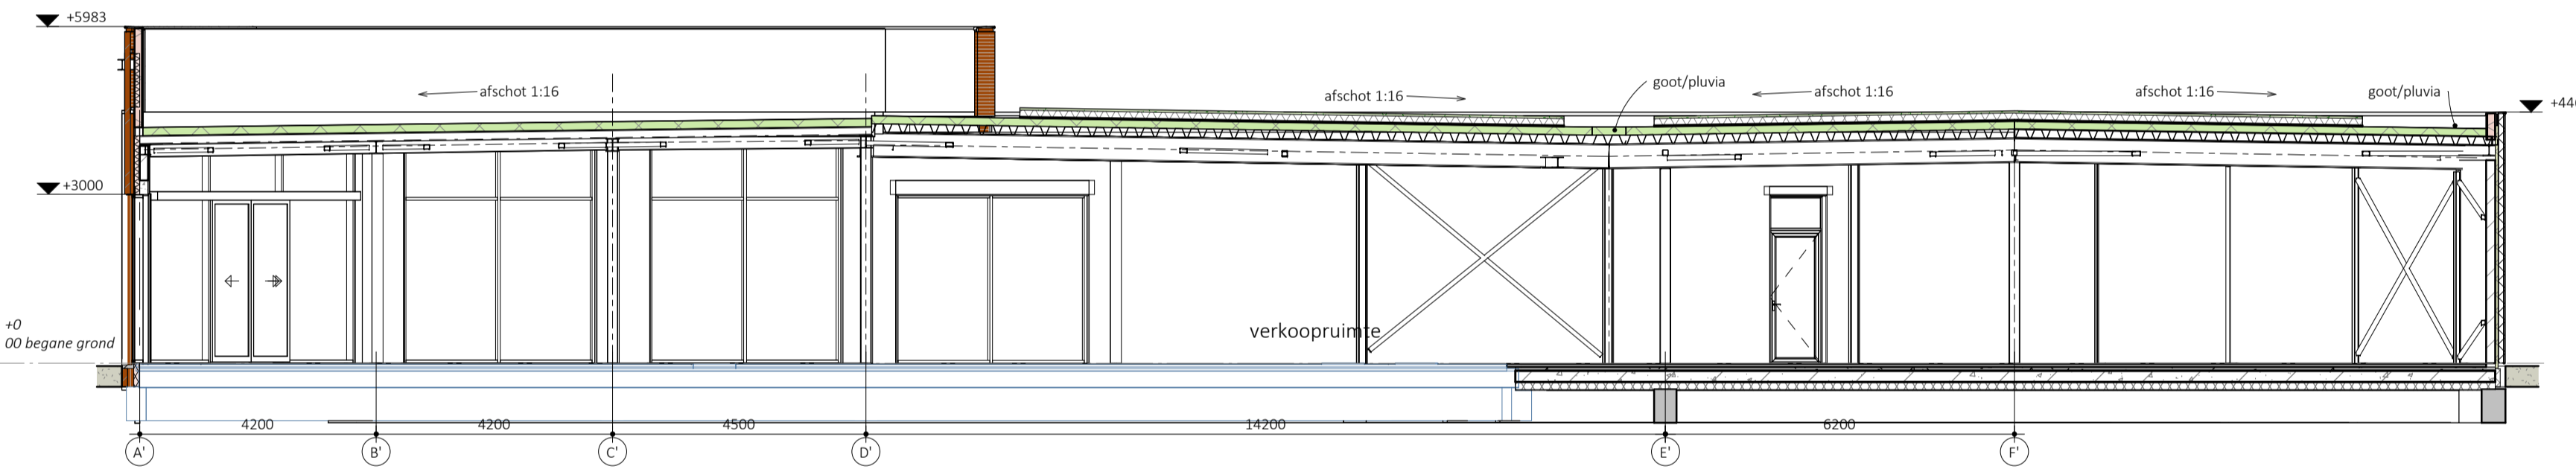 +5983
afschot 1:16
afschot 1:16
goot/pluvia
afschot 1:16
afschot 1:16
goot/pluvia
+3000
+0
00 begane grond
verkoopruimte
4200
4200
4500
14200
6200
A'
B'
C'
D'
E'
F'